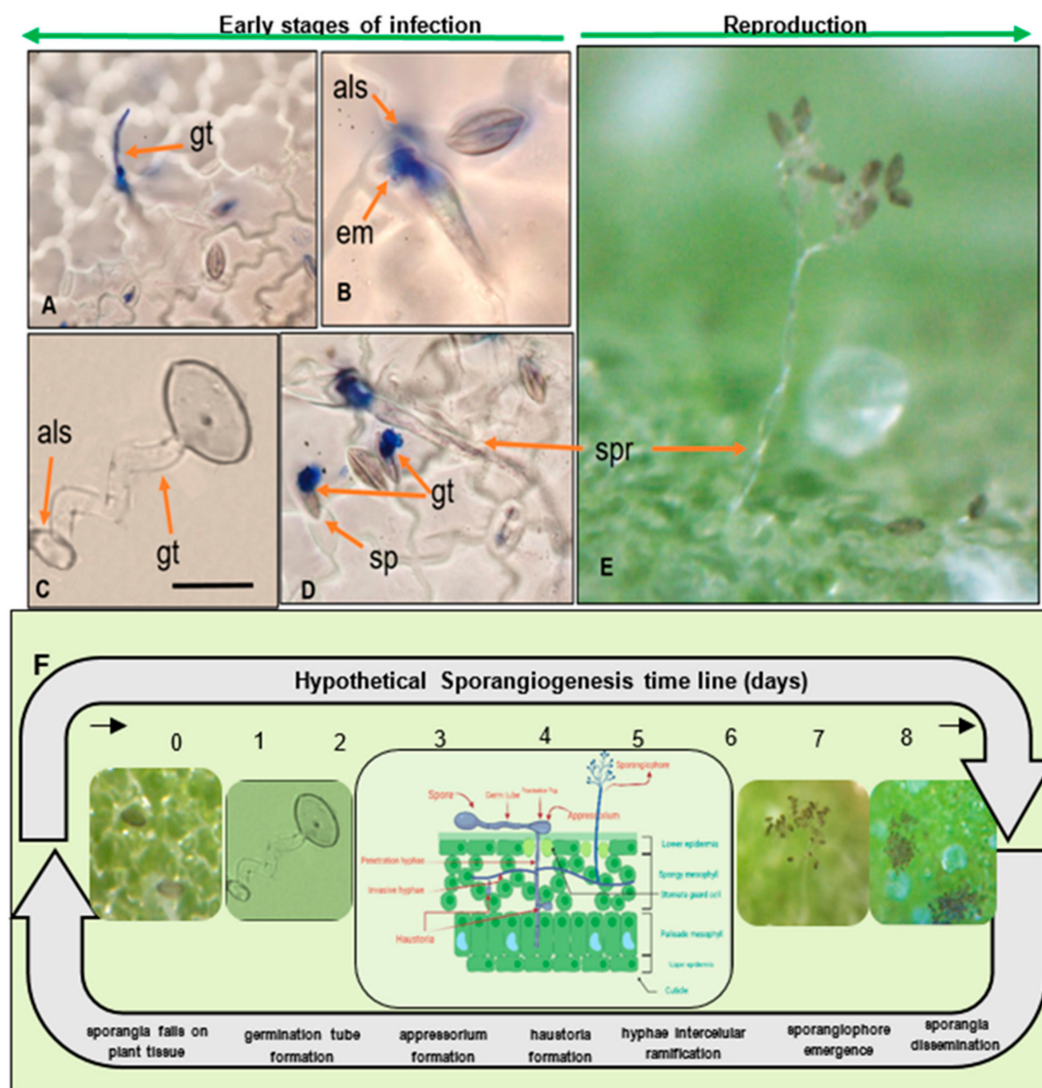 Early stages of infection
Reproduction
gt
A
als
em
B
als
gt
C
gt
sp
D
spr
E
F
Hypothetical Sporangiogenesis time line (days)
0 1 2 3 4 5 6 7 8
Sporangiophore
Spore
Germ tube
Appressorium
Penetration hyphae
Invasive hyphae
Haustoria
Lower epidermis
Spongy mesophyll
Stomata guard cell
Palisade mesophyll
epidermis
Cuticle
sporangia falls on
plant tissue
germination tube
formation
appressorium
formation
haustoria
formation
hyphae intercelular
ramification
sporangiophore
emergence
sporangia
dissemination